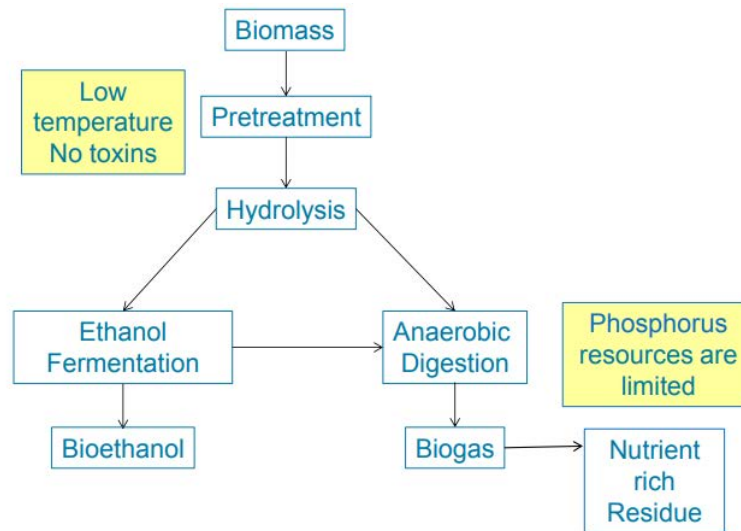 Biomass
Low
temperature
No toxins
Pretreatment
Hydrolysis
Ethanol
Fermentation
Anaerobic
Digestion
Phosphorus
resources are
limited
Bioethanol
Biogas
Nutrient
rich
Residue